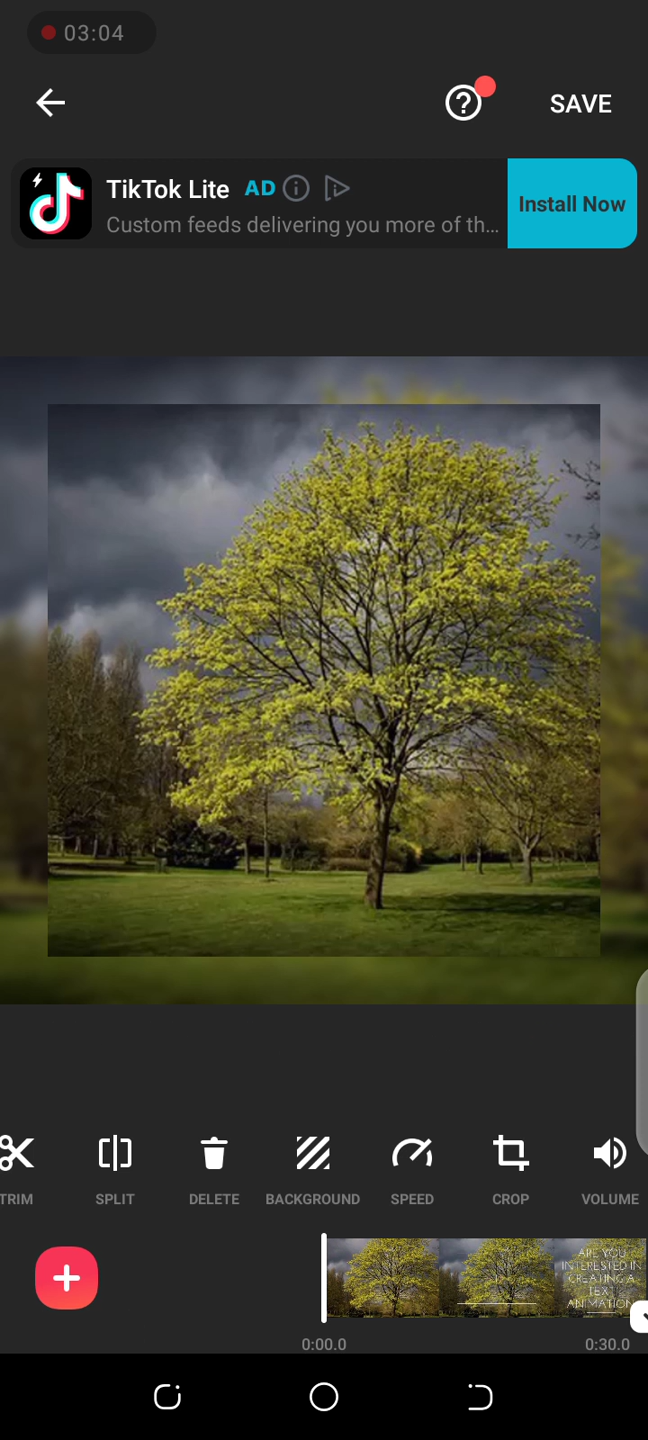 03:04
SAVE
TikTok Lite AD
Custom feeds delivering you more of th...
Install Now
TRIM SPLIT DELETE BACKGROUND SPEED CROP VOLUME
ARE YOU
INTERESTED IN
CREATING A
TEXT
ANIMATION
0:00.0 0:30.0